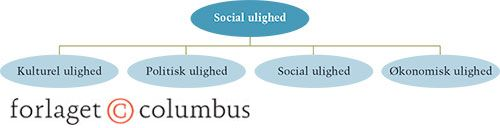 Social ulighed
Kulturel ulighed Politisk ulighed Social ulighed Økonomisk ulighed
forlaget © columbus